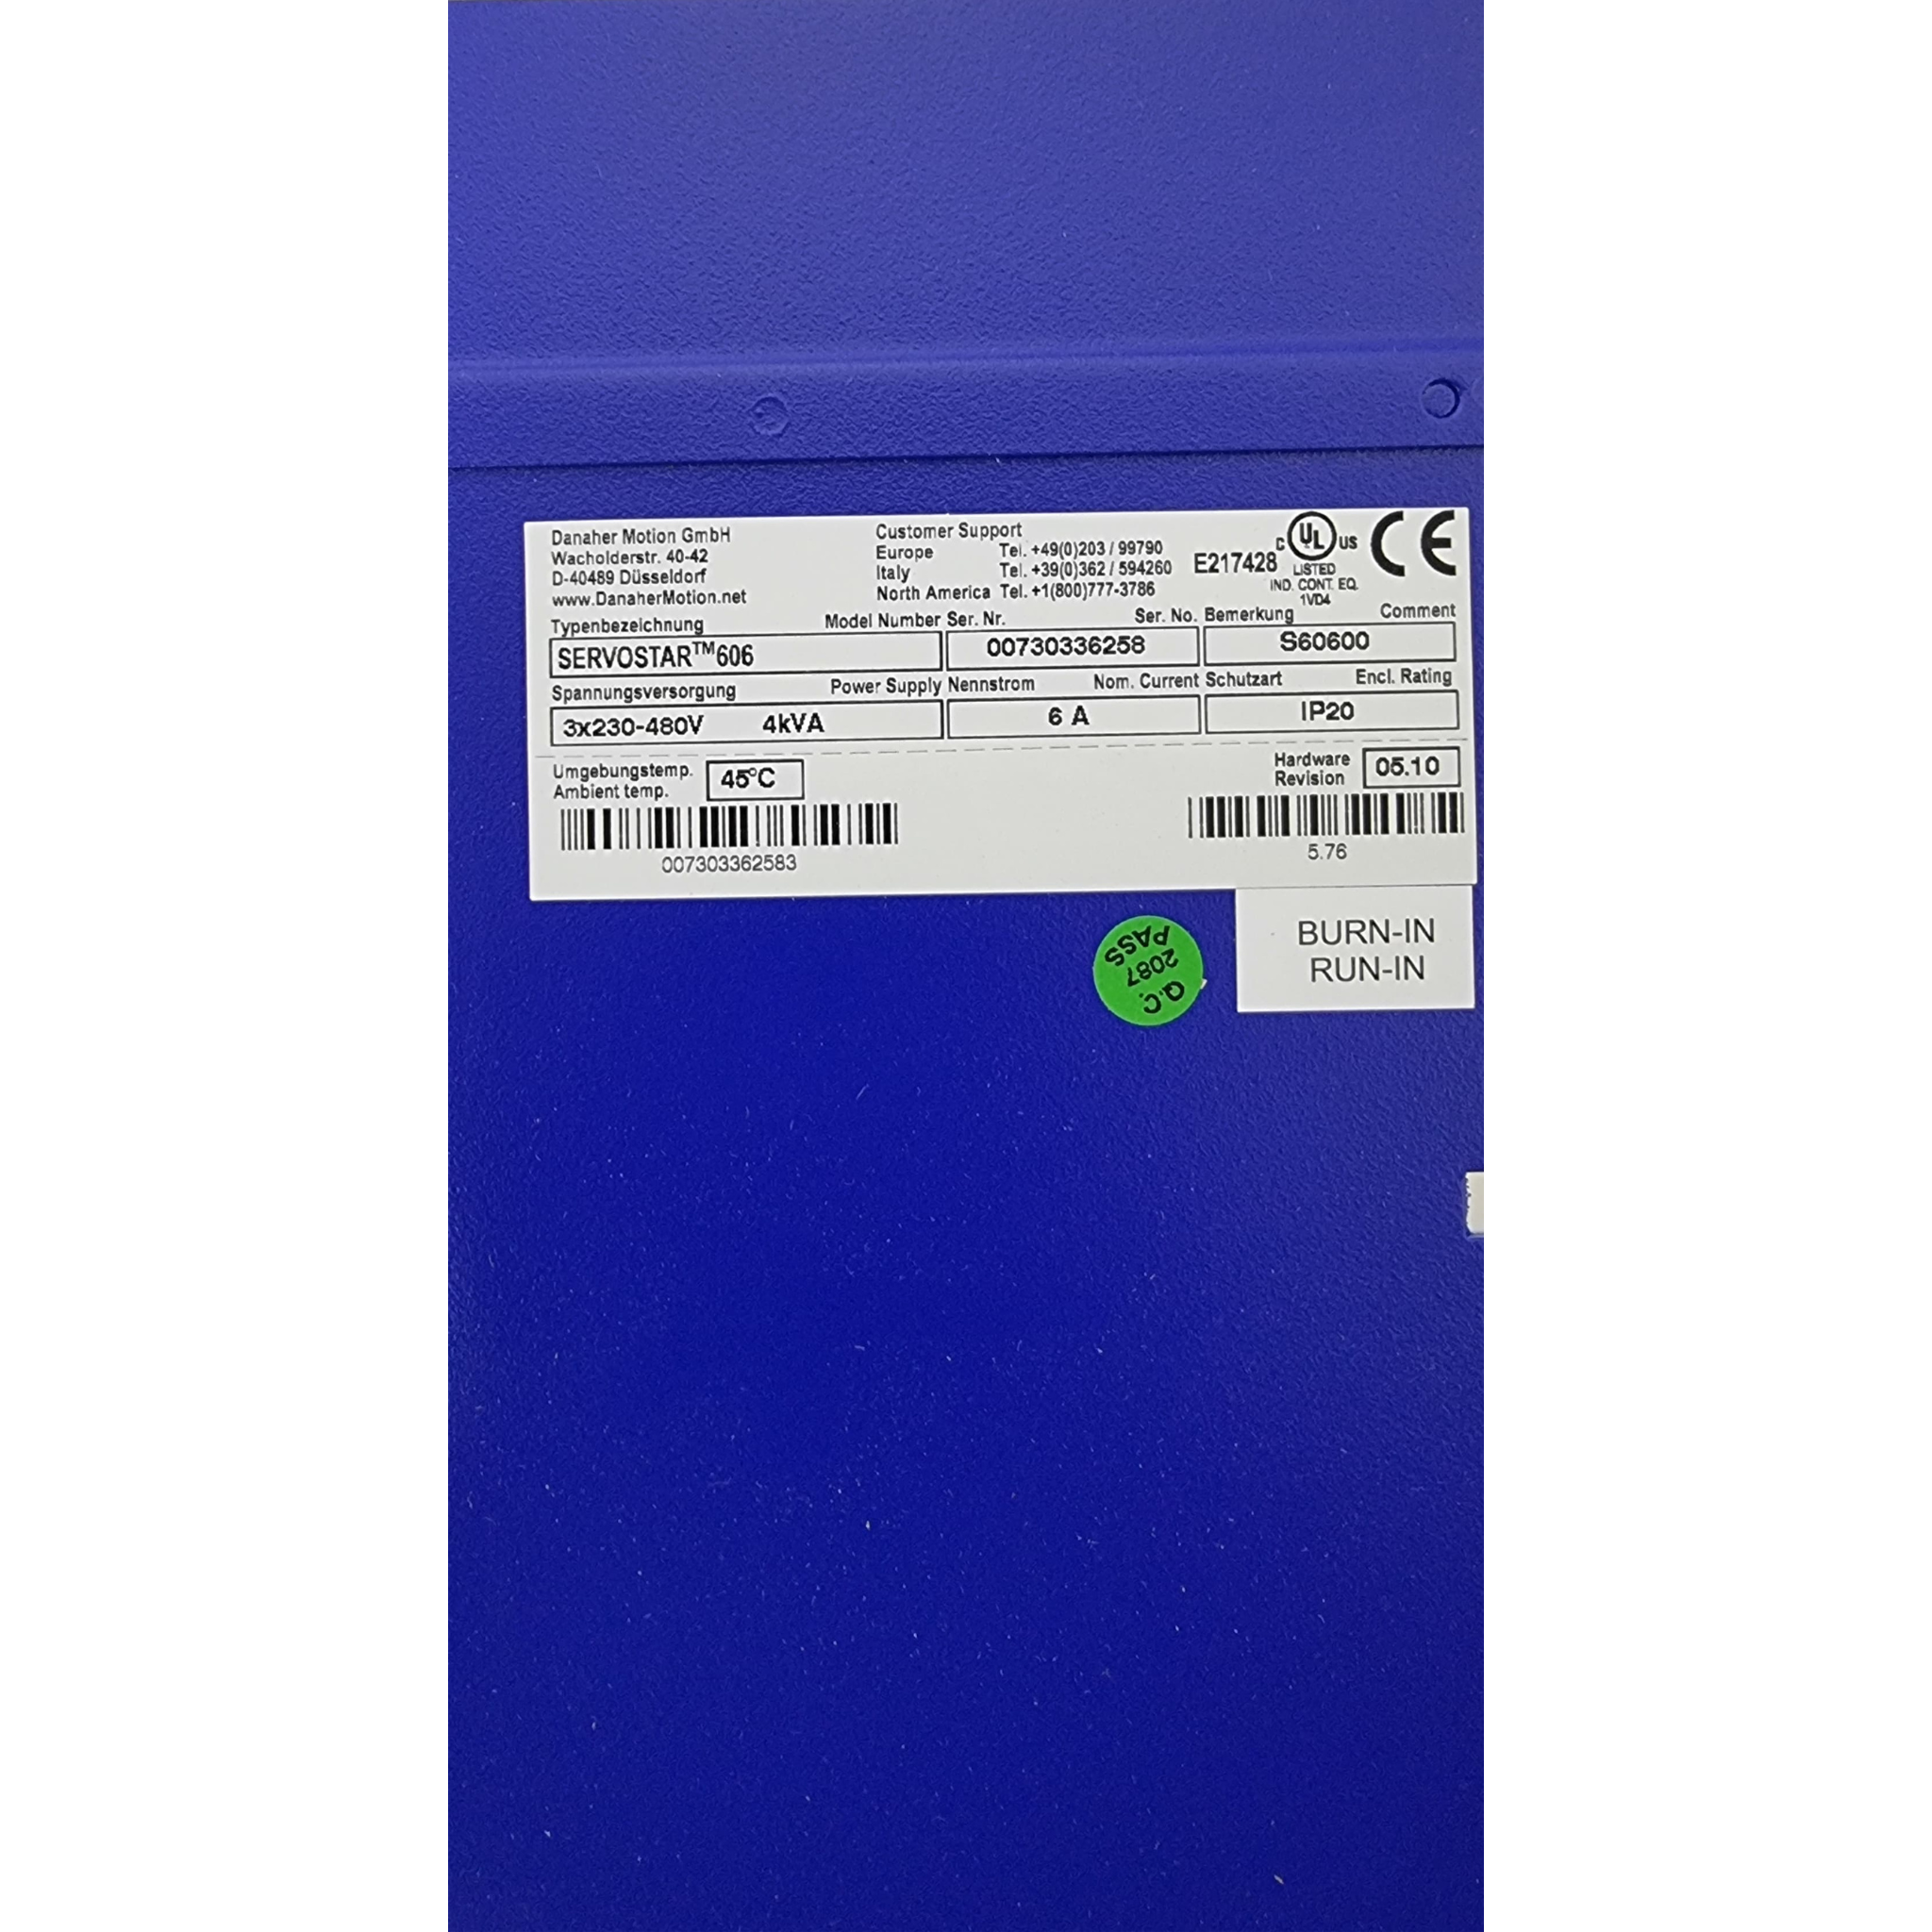 Danaher Motion GmbH
Wacholderstr. 40-42
D-40489 Düsseldorf
www.DanaherMotion.net
Customer Support
Europe Tel. +49(0)203 / 99790
Italy Tel. +39(0)362 / 594260
North America Tel. +1(800)777-3786
E217428
C UL US
LISTED
IND. CONT. EQ.
1VD4
CE
Typenbezeichnung Model Number
SERVOSTAR™606
Ser. Nr. Ser. No.
00730336258
Bemerkung Comment
S60600
Spannungsversorgung Power Supply
3x230-480V 4kVA
Nennstrom Nom. Current
6 A
Schutzart Encl. Rating
IP20
Umgebungstemp.
Ambient temp.
45°C
Hardware
Revision
05.10
007303362583
5.76
BURN-IN
RUN-IN
Q.C.
2087
PASS